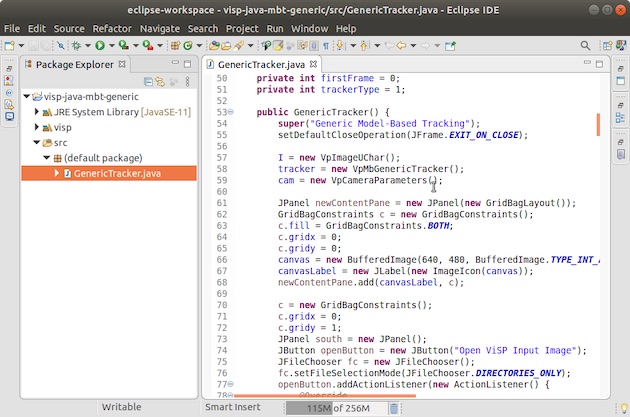 eclipse-workspace - visp-java-mbt-generic/src/GenericTracker.java - Eclipse IDE
File Edit Source Refactor Navigate Search Project Run Window Help
Package Explorer
visp-java-mbt-generic
JRE System Library [JavaSE-11]
visp
src
(default package)
GenericTracker.java
GenericTracker.java
50 private int firstFrame = 0;
51 private int trackerType = 1;
52
53 public GenericTracker() {
54 super("Generic Model-Based Tracking");
55 setDefaultCloseOperation(JFrame.EXIT_ON_CLOSE);
56
57 I = new VpImageUChar();
58 tracker = new VpMbGenericTracker();
59 cam = new VpCameraParameters();
60
61 JPanel newContentPane = new JPanel(new GridBagLayout());
62 GridBagConstraints c = new GridBagConstraints();
63 c.fill = GridBagConstraints.BOTH;
64 c.gridx = 0;
65 c.gridy = 0;
66 canvas = new BufferedImage(640, 480, BufferedImage.TYPE_INT_
67 canvasLabel = new JLabel(new ImageIcon(canvas));
68 newContentPane.add(canvasLabel, c);
69
70 c = new GridBagConstraints();
71 c.gridx = 0;
72 c.gridy = 1;
73 JPanel south = new JPanel();
74 JButton openButton = new JButton("Open ViSP Input Image");
75 JFileChooser fc = new JFileChooser();
76 fc.setFileSelectionMode(JFileChooser.DIRECTORIES_ONLY);
77 openButton.addActionListener(new ActionListener() {
78 @Override
Writable
Smart Insert
115M of 256M